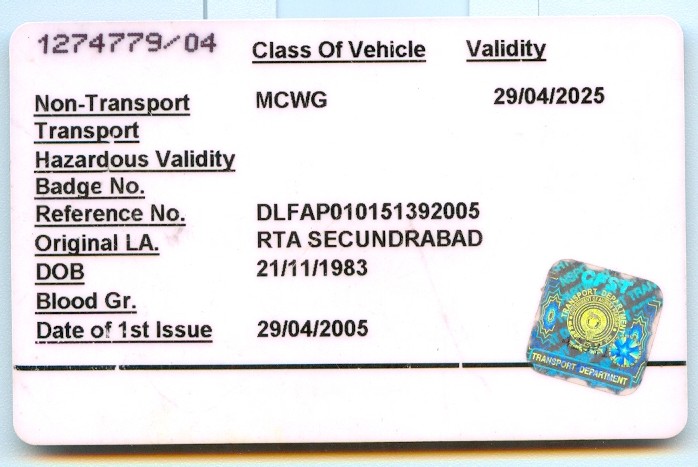 1274779/04 Class Of Vehicle Validity
Non-Transport MCWG 29/04/2025
Transport
Hazardous Validity
Badge No.
Reference No. DLFAP010151392005
Original LA. RTA SECUNDRABAD
DOB 21/11/1983
Blood Gr.
Date of 1st Issue 29/04/2005
CFST
TRANSPORT DEPARTMENT
TRANSPORT DEPARTMENT